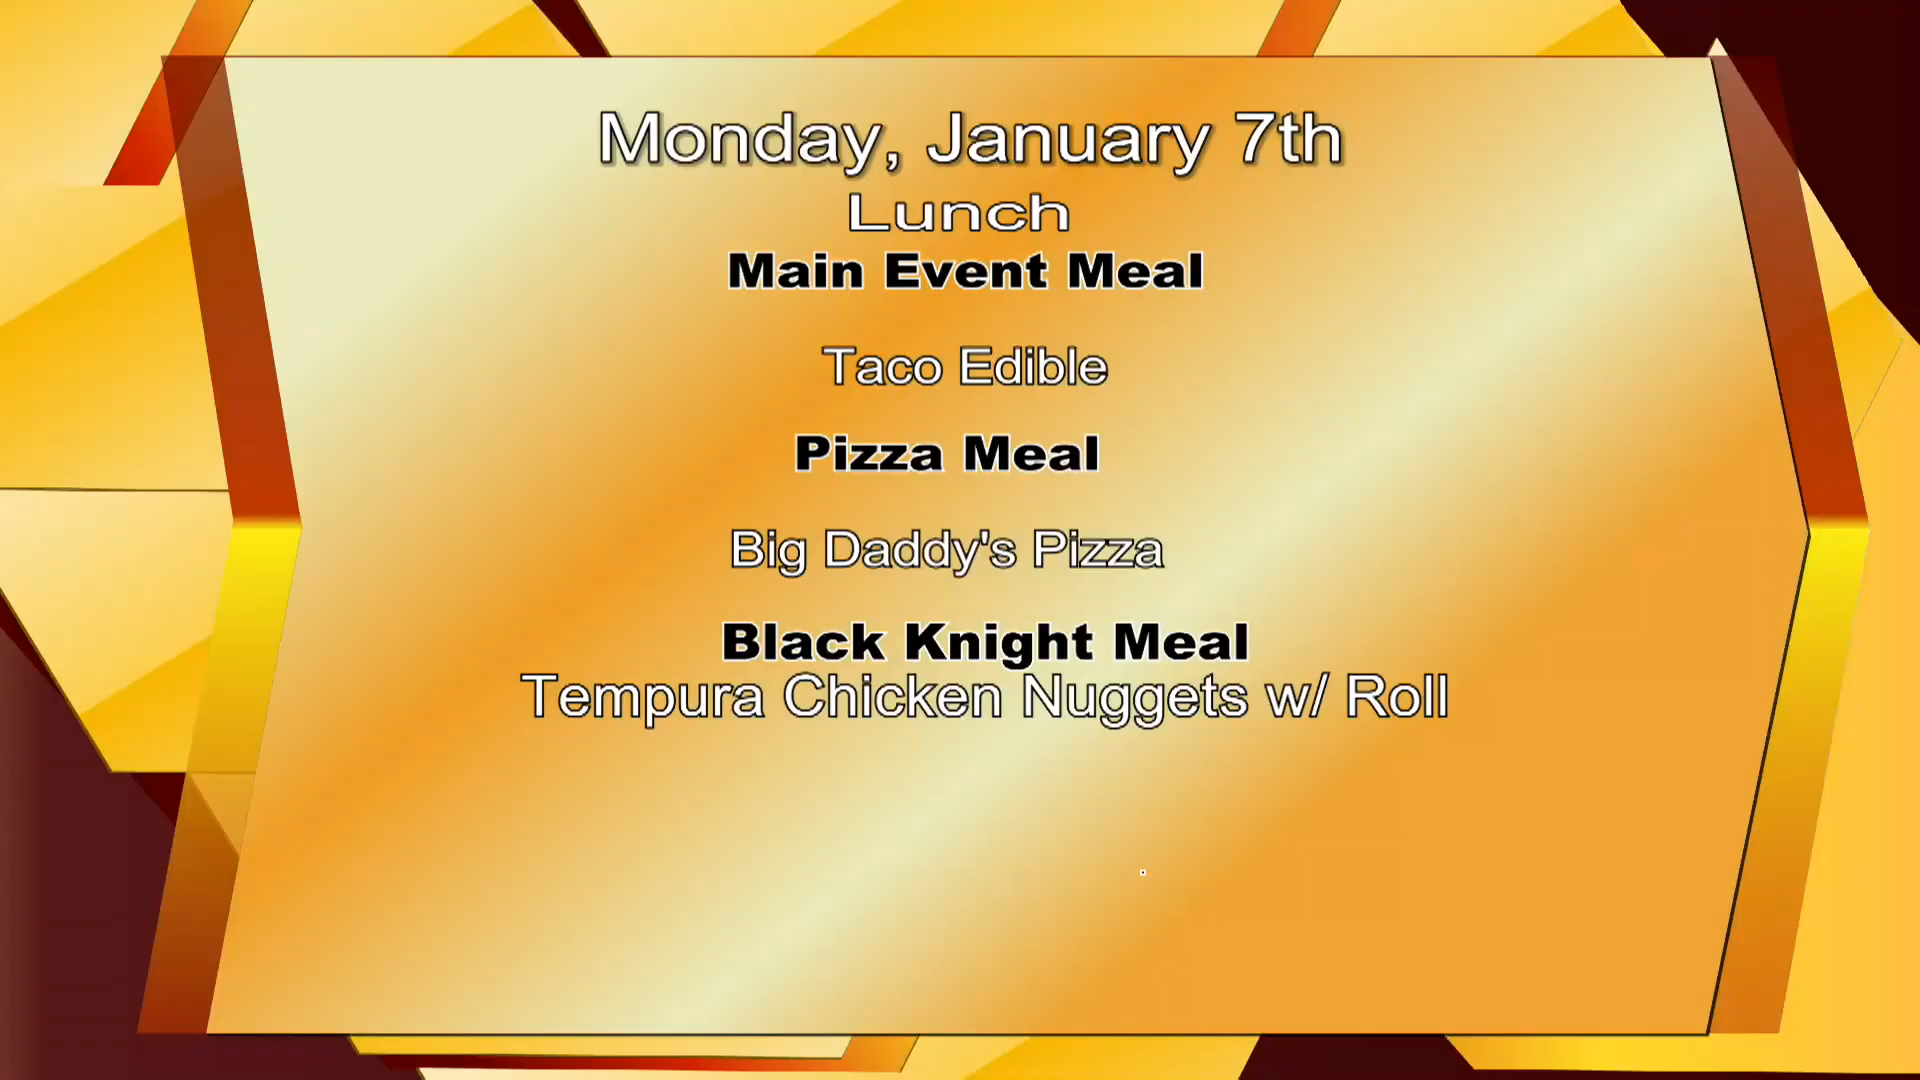 Monday, January 7th
Lunch
Main Event Meal
Taco Edible
Pizza Meal
Big Daddy's Pizza
Black Knight Meal
Tempura Chicken Nuggets w/ Roll
.